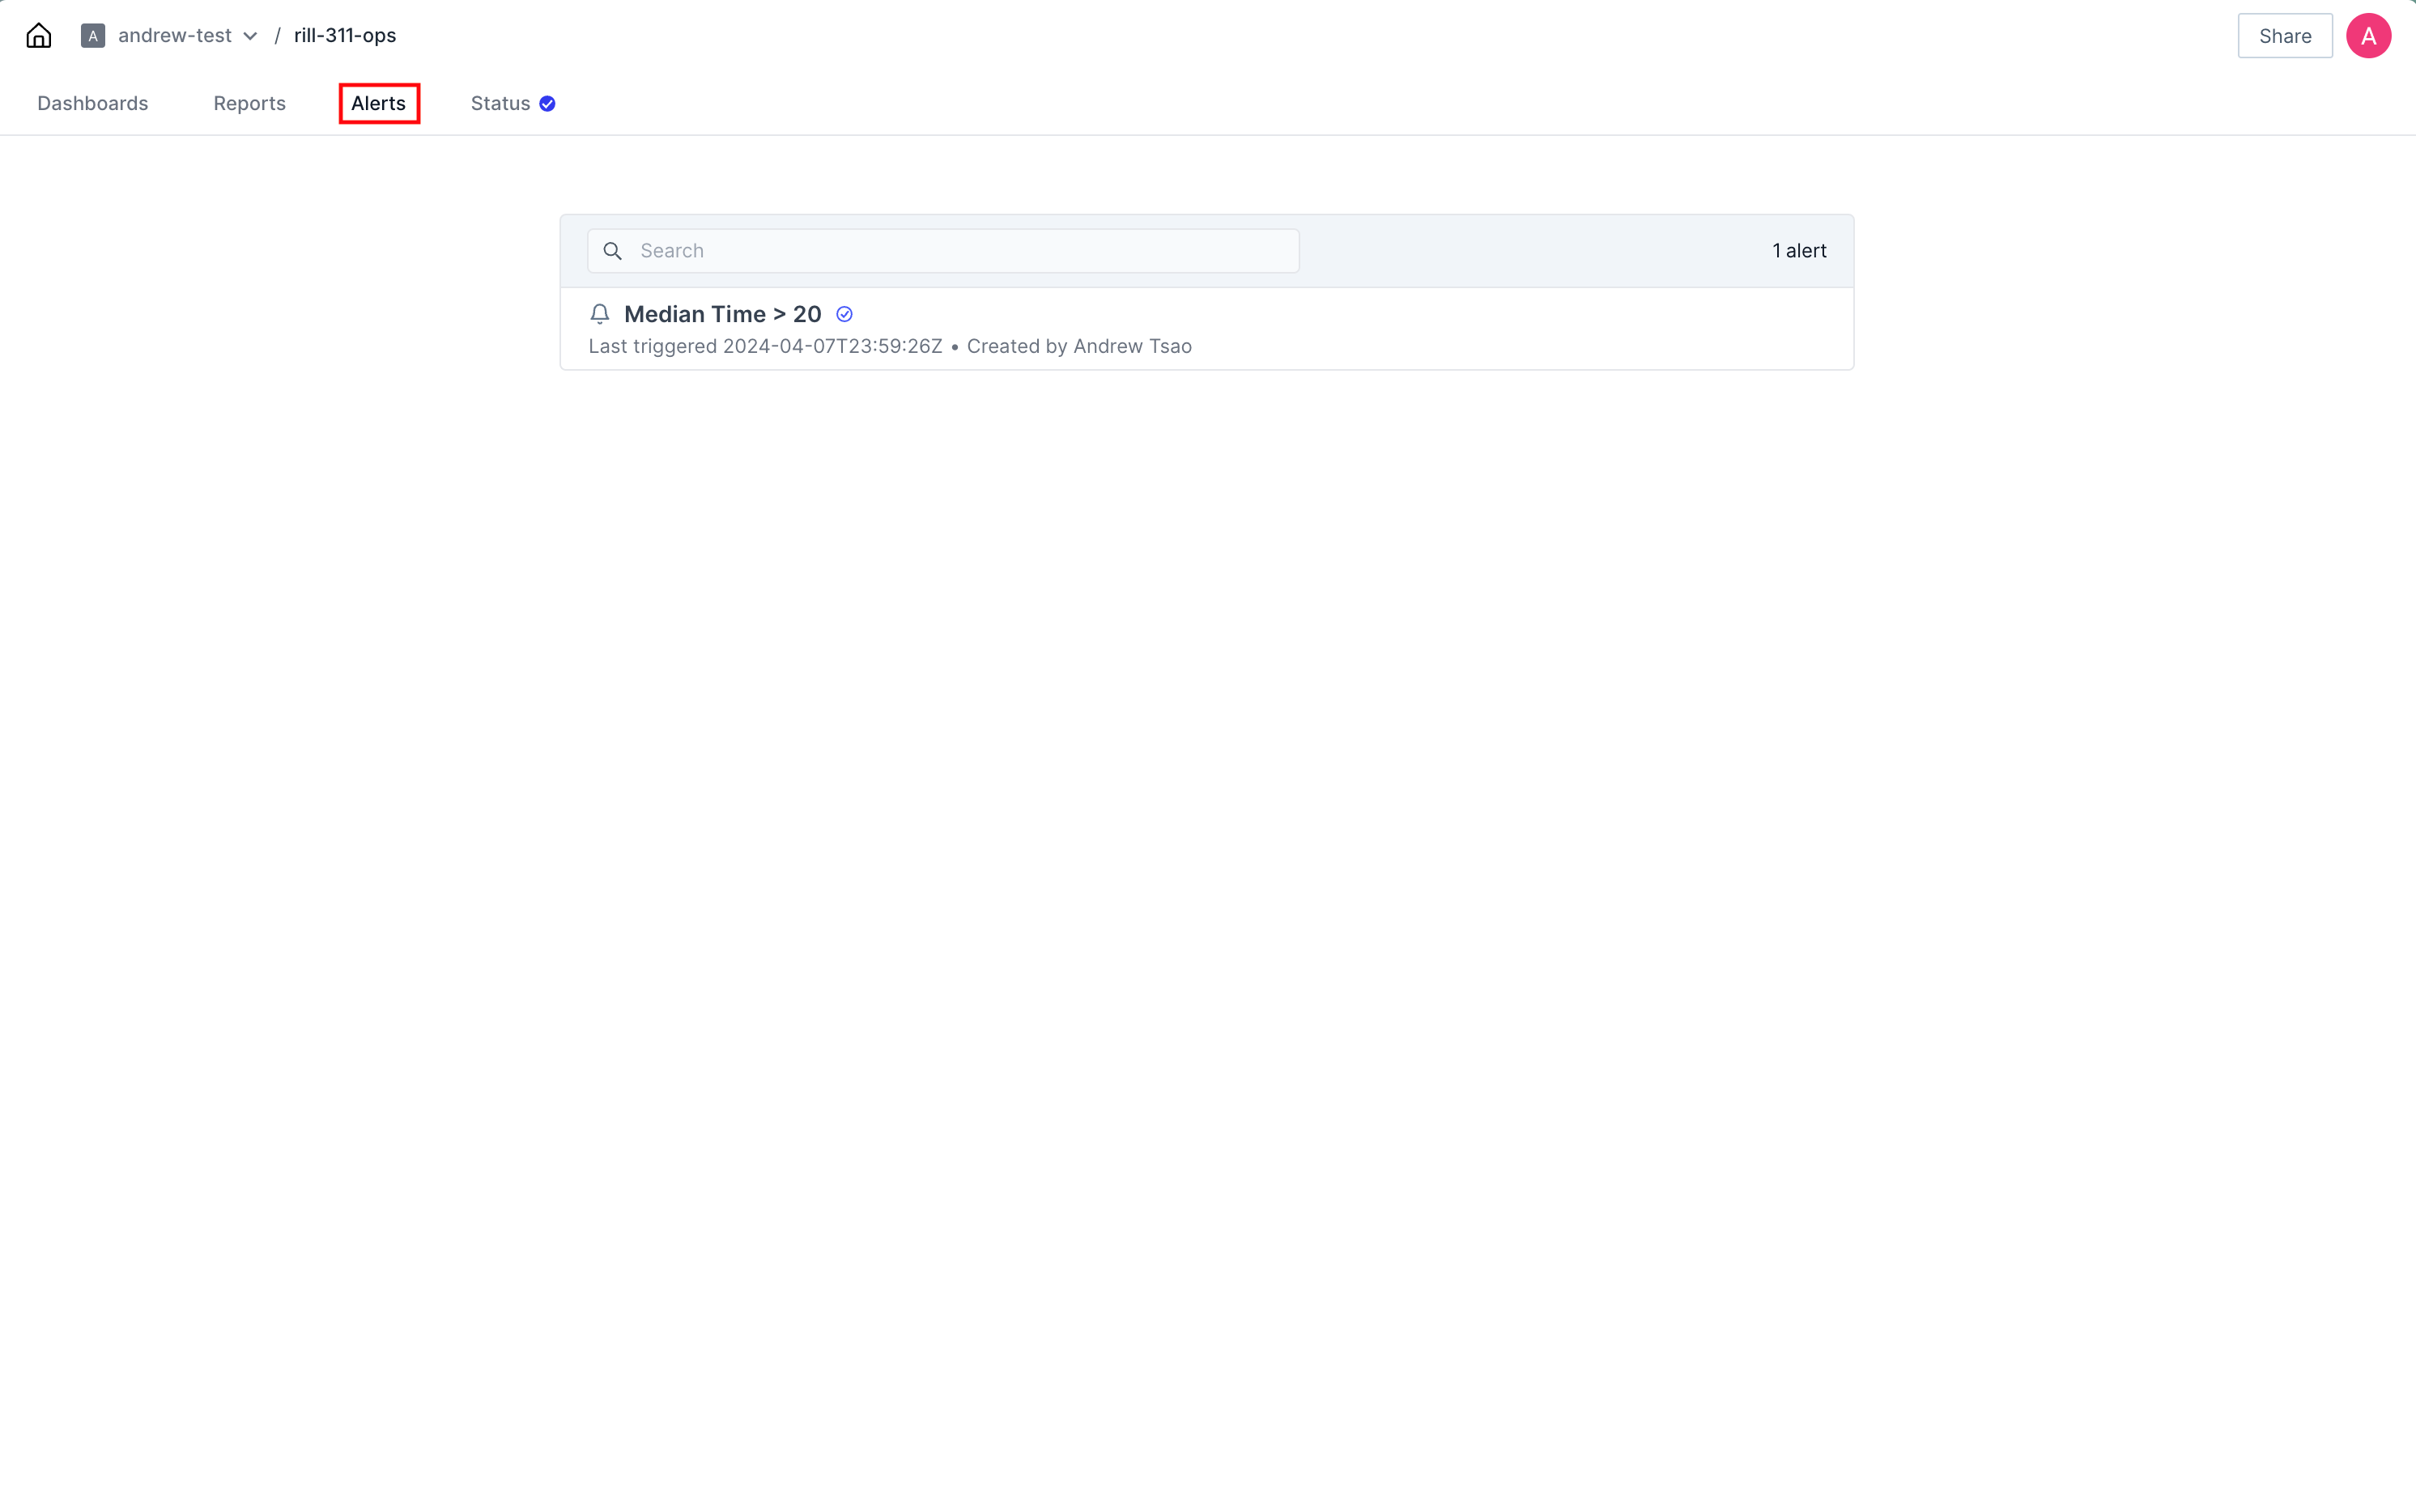 A andrew-test / rill-311-ops Share A
Dashboards Reports Alerts Status
Search 1 alert
Median Time > 20
Last triggered 2024-04-07T23:59:26Z • Created by Andrew Tsao